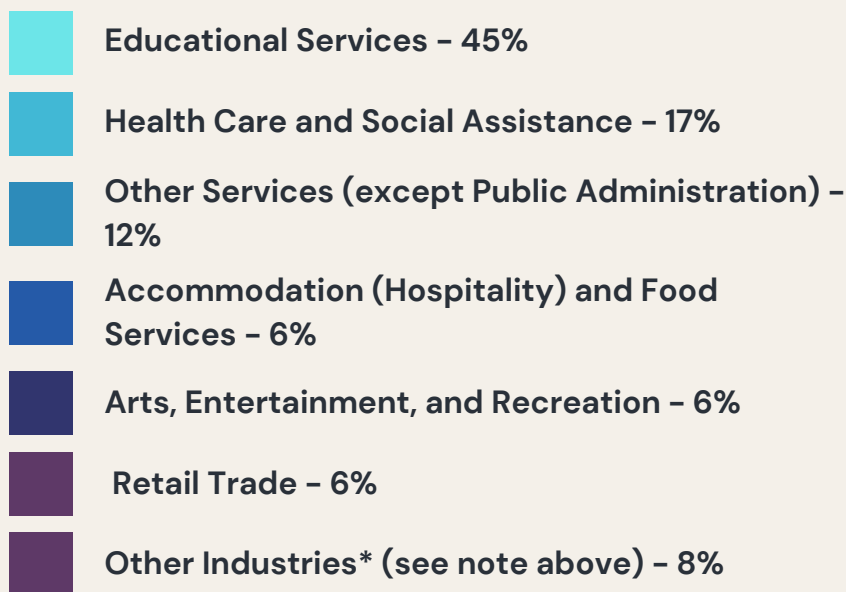 Educational Services – 45%
Health Care and Social Assistance – 17%
Other Services (except Public Administration) –
12%
Accommodation (Hospitality) and Food
Services – 6%
Arts, Entertainment, and Recreation – 6%
Retail Trade – 6%
Other Industries* (see note above) – 8%